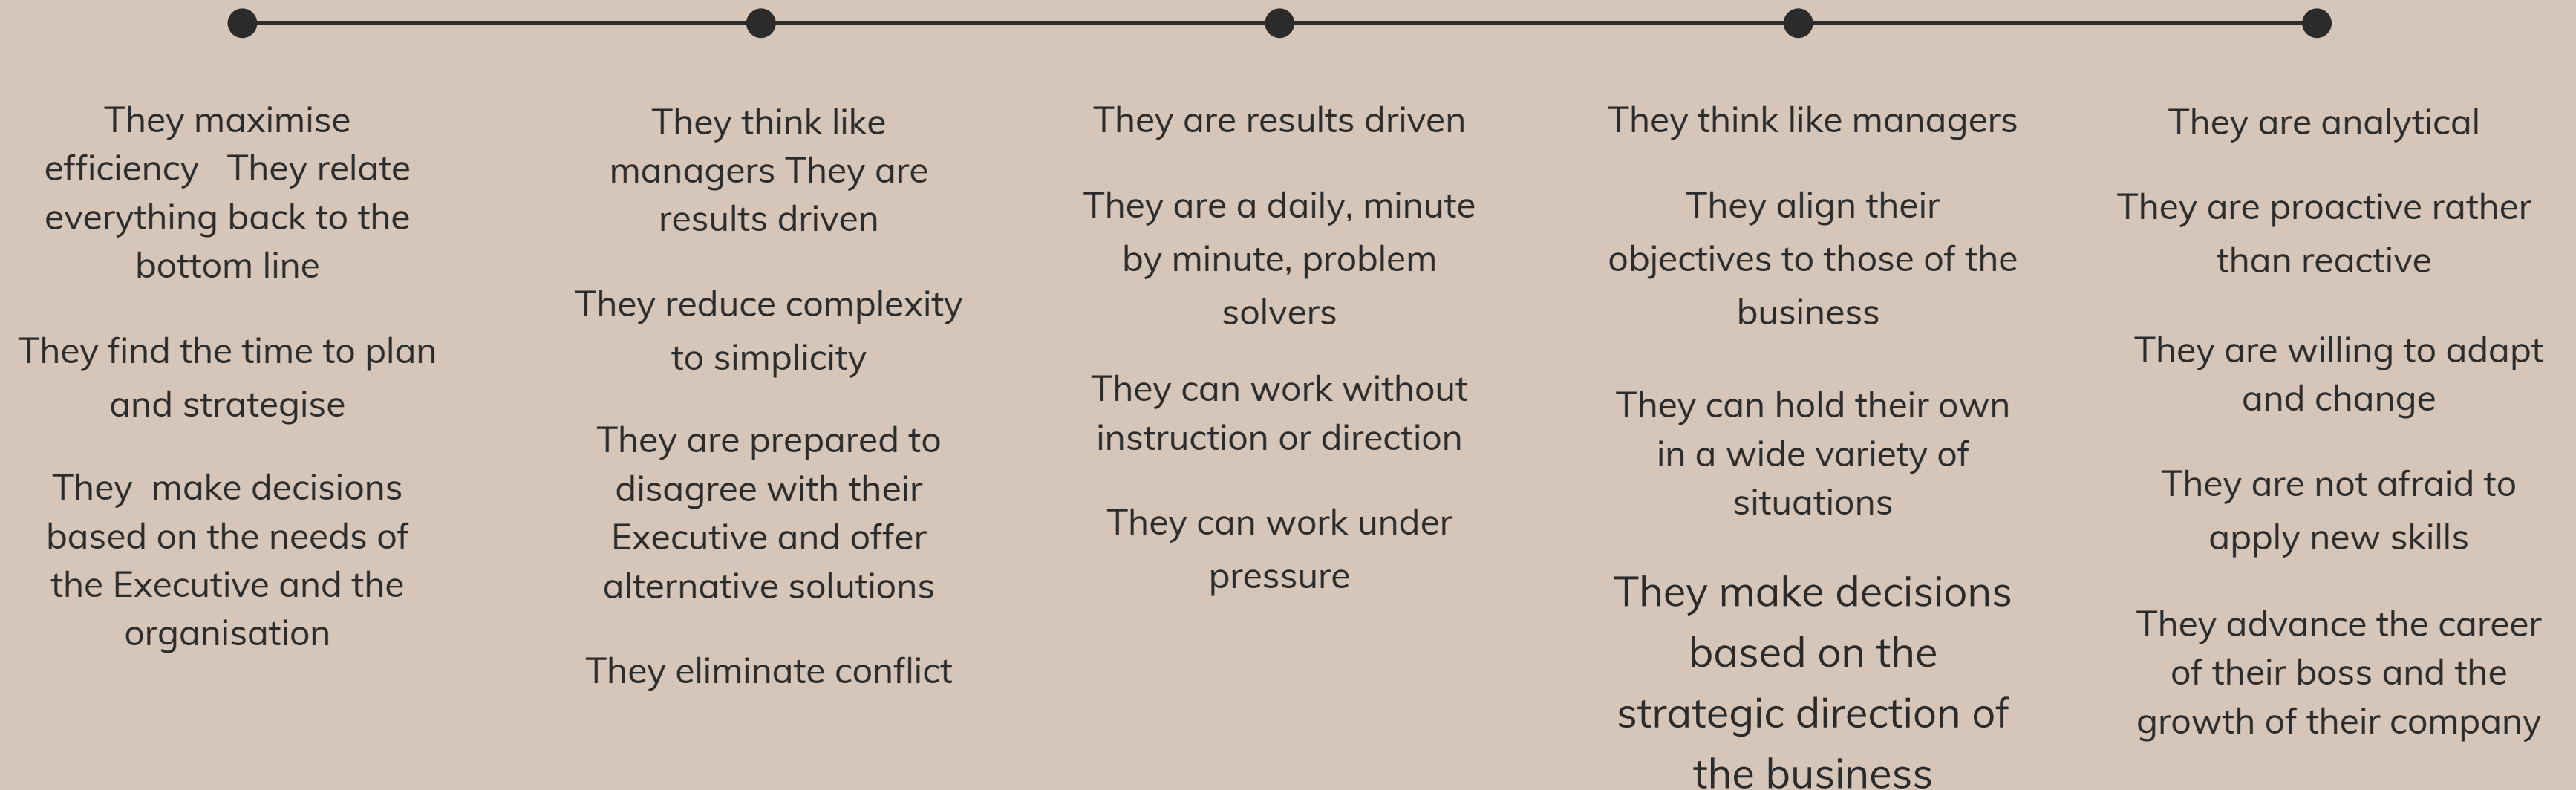 They maximise
efficiency   They relate
everything back to the
bottom line
They find the time to plan
and strategise
They  make decisions
based on the needs of
the Executive and the
organisation
They think like
managers They are
results driven
They reduce complexity
to simplicity
They are prepared to
disagree with their
Executive and offer
alternative solutions
They eliminate conflict
They are results driven
They are a daily, minute
by minute, problem
solvers
They can work without
instruction or direction
They can work under
pressure
They think like managers
They align their
objectives to those of the
business
They can hold their own
in a wide variety of
situations
They make decisions
based on the
strategic direction of
the business
They are analytical
They are proactive rather
than reactive
They are willing to adapt
and change
They are not afraid to
apply new skills
They advance the career
of their boss and the
growth of their company